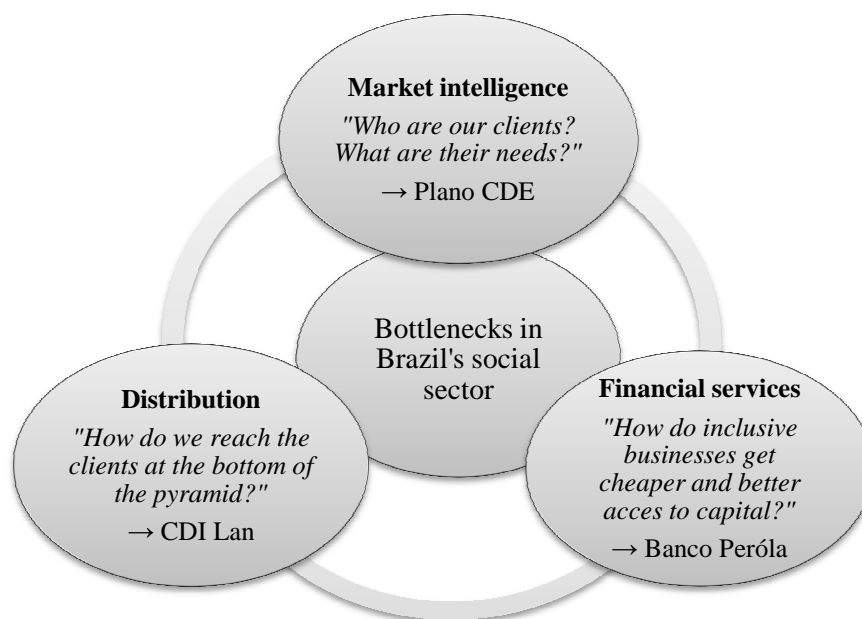 Market intelligence
"Who are our clients?
What are their needs?"
→ Plano CDE
Bottlenecks in
Brazil's social
sector
Distribution
"How do we reach the
clients at the bottom of
the pyramid?"
→ CDI Lan
Financial services
"How do inclusive
businesses get
cheaper and better
acces to capital?"
→ Banco Peróla